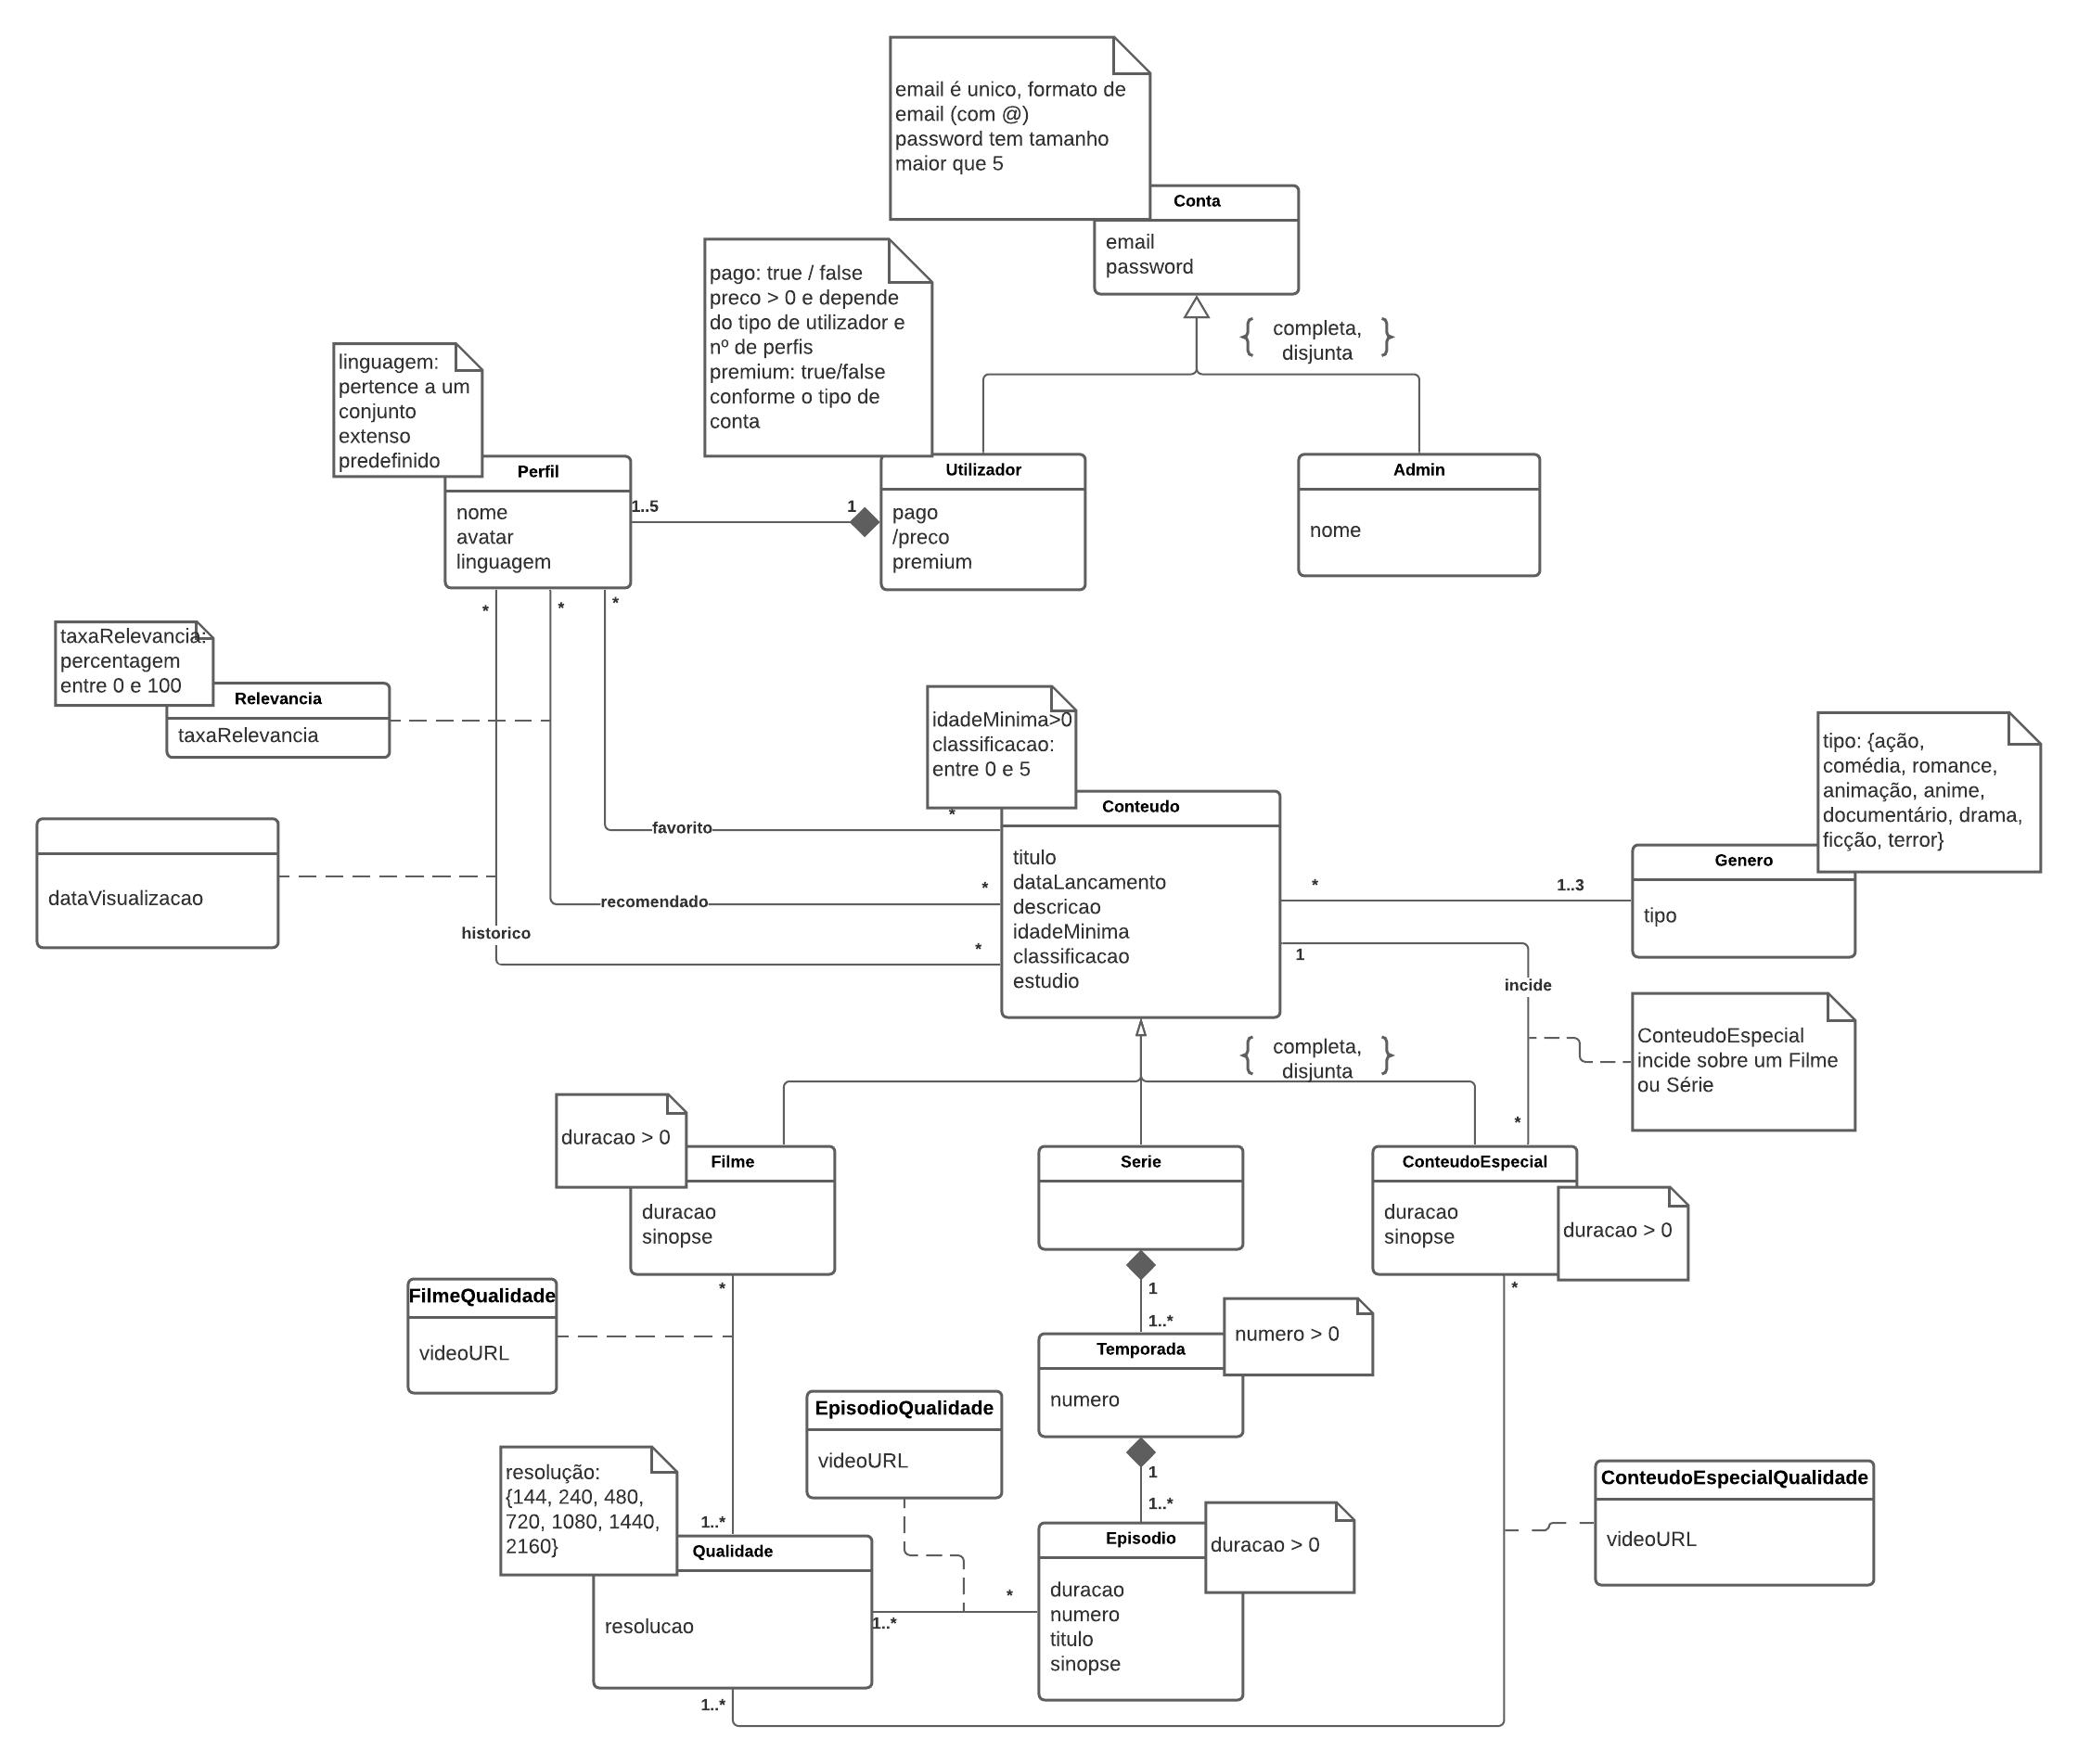 email é unico, formato de
email (com @)
password tem tamanho
maior que 5
Conta
email
password
pago: true / false
preco > 0 e depende
do tipo de utilizador e
nº de perfis
premium: true/false
conforme o tipo de
conta
{ completa, }
disjunta
linguagem:
pertence a um
conjunto
extenso
predefinido
Perfil
nome
avatar
linguagem
1..5
1
Utilizador
pago
/preco
premium
Admin
nome
*
*
*
taxaRelevancia:
percentagem
entre 0 e 100
Relevancia
taxaRelevancia
dataVisualizacao
favorito
*
recomendado
*
historico
*
idadeMinima>0
classificacao:
entre 0 e 5
Conteudo
titulo
dataLancamento
descricao
idadeMinima
classificacao
estudio
*
1..3
tipo: {ação,
comédia, romance,
animação, anime,
documentário, drama,
ficção, terror}
Genero
tipo
1
incide
*
ConteudoEspecial
incide sobre um Filme
ou Série
{ completa, }
disjunta
duracao > 0
Filme
duracao
sinopse
Serie
ConteudoEspecial
duracao
sinopse
duracao > 0
*
FilmeQualidade
videoURL
1
1..*
numero > 0
Temporada
numero
*
EpisodioQualidade
videoURL
1
1..*
resolução:
{144, 240, 480,
720, 1080, 1440,
2160}
1..*
Qualidade
resolucao
*
1..*
duracao > 0
Episodio
duracao
numero
titulo
sinopse
ConteudoEspecialQualidade
videoURL
1..*